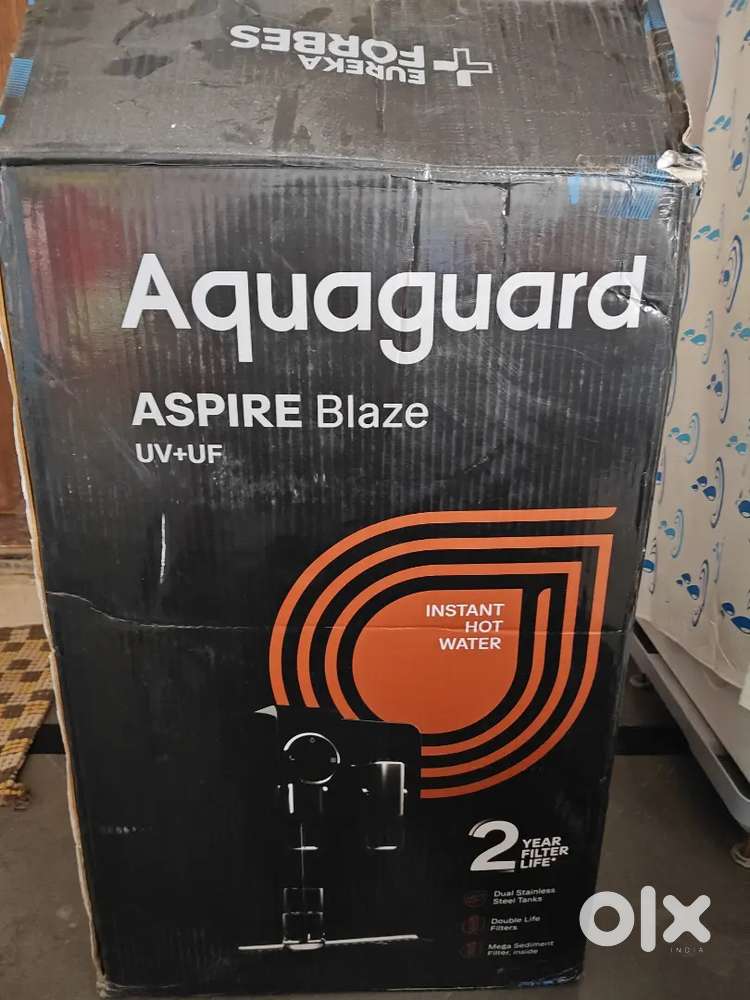 EUREKA
FORBES
Aquaguard
ASPIRE Blaze
UV+UF
INSTANT
HOT
WATER
2 YEAR
FILTER
LIFE*
Dual Stainless
Steel Tanks
Double Life
Filters
Mega Sediment
Filter, inside
olx
INDIA